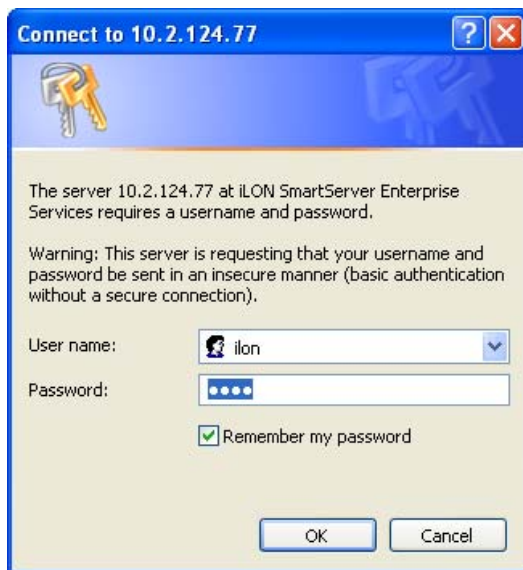 Connect to 10.2.124.77
The server 10.2.124.77 at iLON SmartServer Enterprise
Services requires a username and password.
Warning: This server is requesting that your username and
password be sent in an insecure manner (basic authentication
without a secure connection).
User name: ilon
Password: ●●●●
Remember my password
OK Cancel